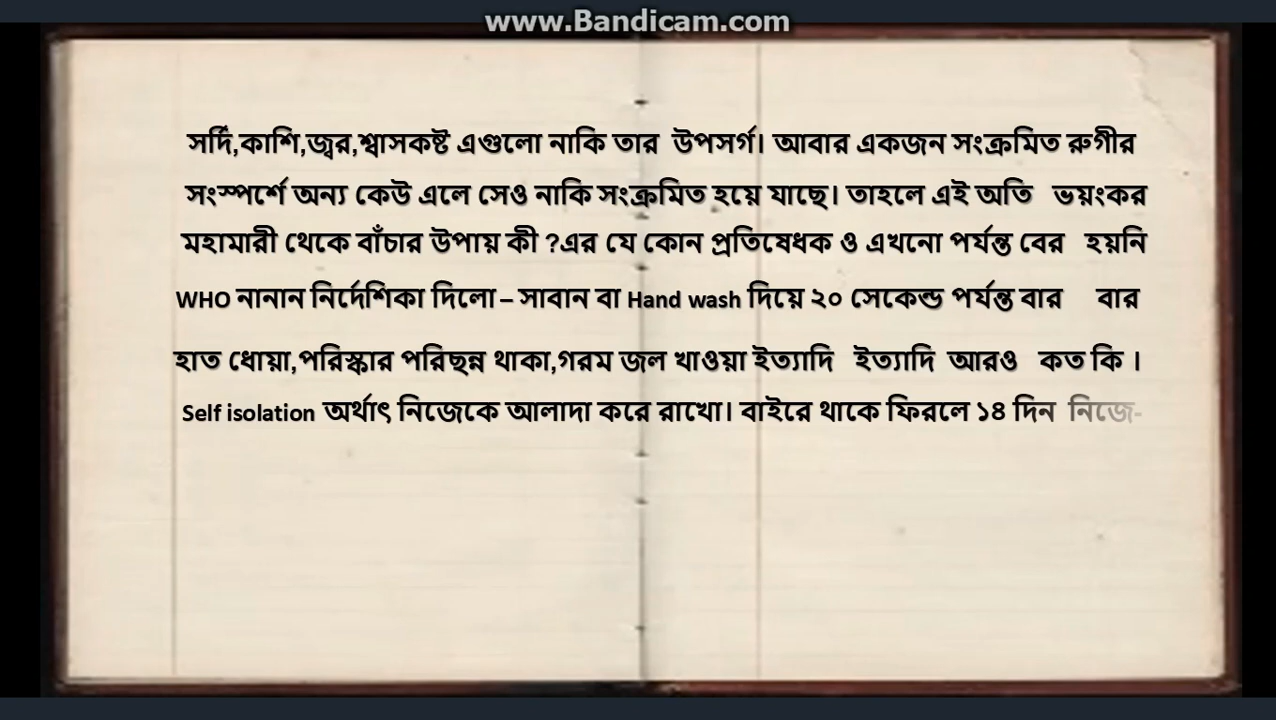 www.Bandicam.com
সর্দি,কাশি,জ্বর,শ্বাসকষ্ট এগুলো নাকি তার উপসর্গ। আবার একজন সংক্রমিত রুগীর
সংস্পর্শে অন্য কেউ এলে সেও নাকি সংক্রমিত হয়ে যাছে। তাহলে এই অতি ভয়ংকর
মহামারী থেকে বাঁচার উপায় কী ?এর যে কোন প্রতিষেধক ও এখনো পর্যন্ত বের হয়নি
WHO নানান নির্দেশিকা দিলো – সাবান বা Hand wash দিয়ে ২০ সেকেন্ড পর্যন্ত বার বার
হাত ধোয়া,পরিস্কার পরিছন্ন থাকা,গরম জল খাওয়া ইত্যাদি ইত্যাদি আরও কত কি ।
Self isolation অর্থাৎ নিজেকে আলাদা করে রাখো। বাইরে থাকে ফিরলে ১৪ দিন নিজে-